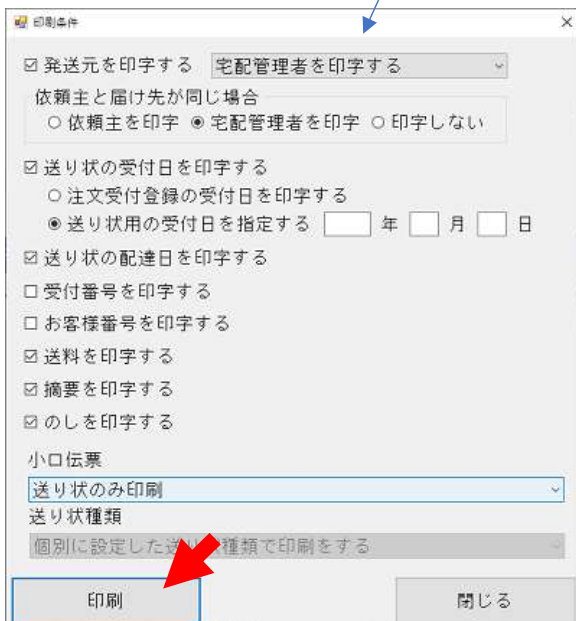 印刷条件
発送元を印字する 宅配管理者を印字する
依頼主と届け先が同じ場合
依頼主を印字 宅配管理者を印字 印字しない
送り状の受付日を印字する
注文受付登録の受付日を印字する
送り状用の受付日を指定する 年 月 日
送り状の配達日を印字する
受付番号を印字する
お客様番号を印字する
送料を印字する
摘要を印字する
のしを印字する
小口伝票
送り状のみ印刷
送り状種類
個別に設定した送り状種類で印刷をする
印刷 閉じる